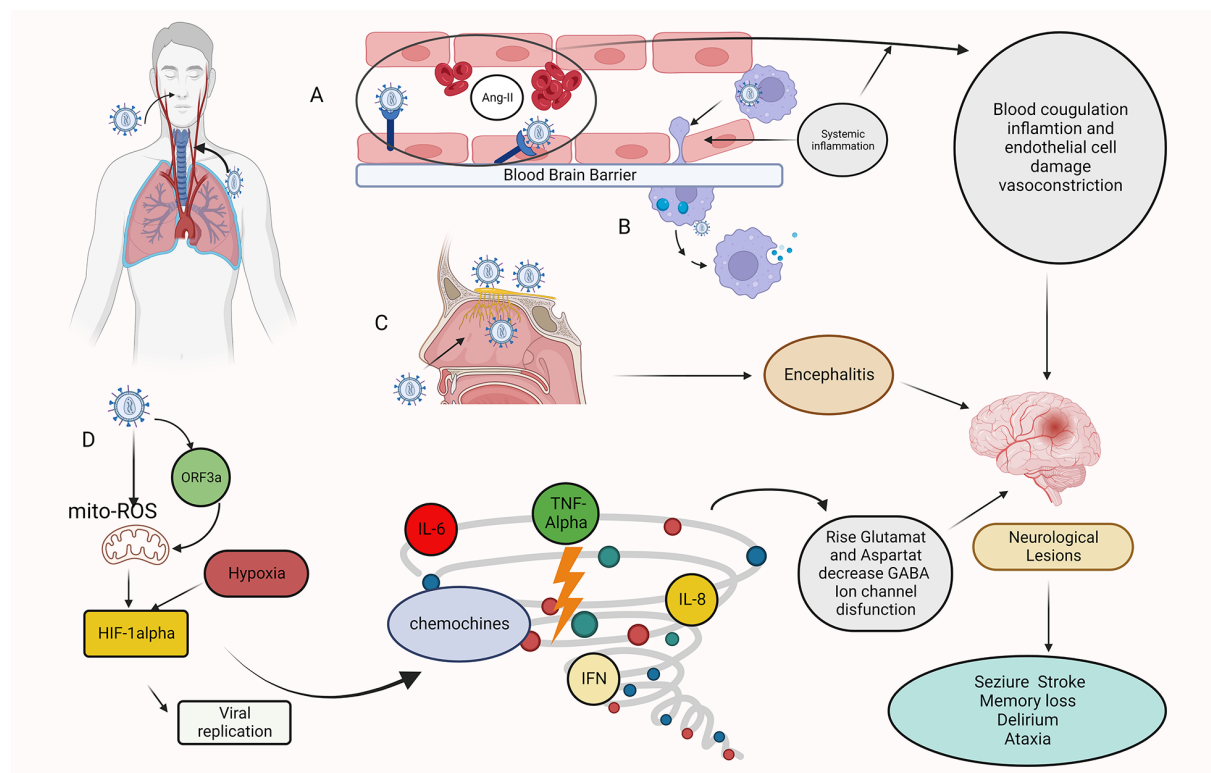 A
Ang-II
Systemic
inflammation
Blood Brain Barrier
Blood cougulation
inflamtion and
endothelial cell
damage
vasoconstriction
B
C
Encephalitis
D
ORF3a
mito-ROS
Hypoxia
HIF-1alpha
Viral
replication
IL-6
TNF-
Alpha
chemochines
IL-8
IFN
Rise Glutamat
and Aspartat
decrease GABA
Ion channel
disfunction
Neurological
Lesions
Seziure Stroke
Memory loss
Delirium
Ataxia